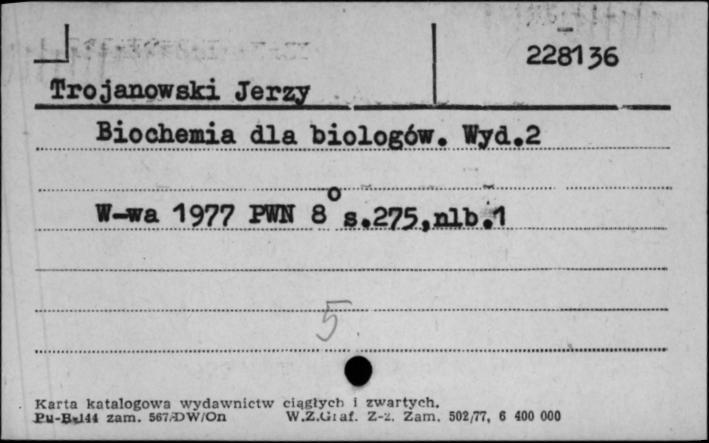 228136
Trojanowski Jerzy
Biochemia dla biologów. Wyd.2
W-wa 1977 PWN 8° s.275,nlb.1
5
Karta katalogowa wydawnictw ciągłych i zwartych.
Pu-B-144 zam. 567/DW/On W.Z.Graf. Z-2. Zam. 502/77, 6 400 000